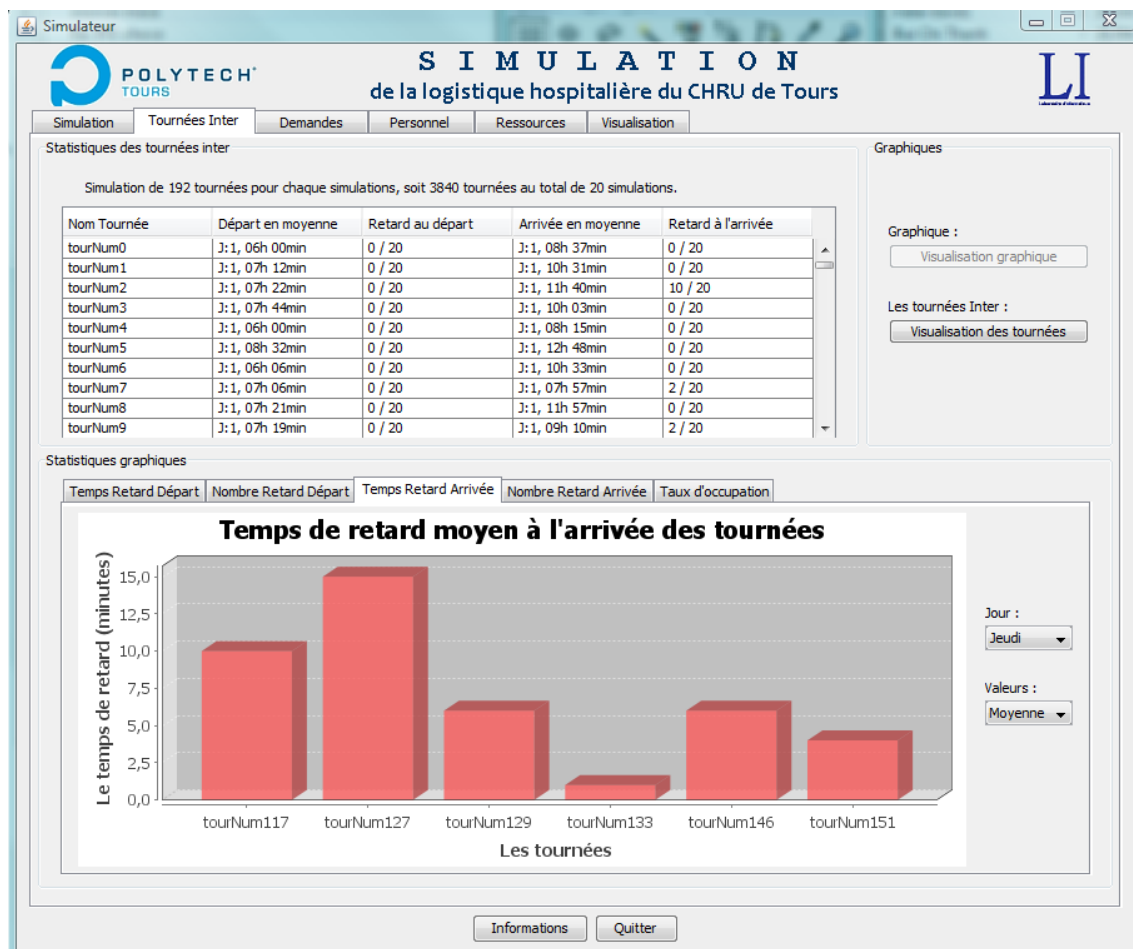 Simulateur
POLYTECH
TOURS
SIMULATION
de la logistique hospitalière du CHRU de Tours
LI
Simulation Tournées Inter Demandes Personnel Ressources Visualisation
Statistiques des tournées inter
Simulation de 192 tournées pour chaque simulations, soit 3840 tournées au total de 20 simulations.
Nom Tournée Départ en moyenne Retard au départ Arrivée en moyenne Retard à l'arrivée
tourNum0 J:1, 06h 00min 0 / 20 J:1, 08h 37min 0 / 20
tourNum1 J:1, 07h 12min 0 / 20 J:1, 10h 31min 0 / 20
tourNum2 J:1, 07h 22min 0 / 20 J:1, 11h 40min 10 / 20
tourNum3 J:1, 07h 44min 0 / 20 J:1, 10h 03min 0 / 20
tourNum4 J:1, 06h 00min 0 / 20 J:1, 08h 15min 0 / 20
tourNum5 J:1, 08h 32min 0 / 20 J:1, 12h 48min 0 / 20
tourNum6 J:1, 06h 06min 0 / 20 J:1, 10h 33min 0 / 20
tourNum7 J:1, 07h 06min 0 / 20 J:1, 07h 57min 2 / 20
tourNum8 J:1, 07h 21min 0 / 20 J:1, 11h 57min 0 / 20
tourNum9 J:1, 07h 19min 0 / 20 J:1, 09h 10min 2 / 20
Graphiques
Graphique :
Visualisation graphique
Les tournées Inter :
Visualisation des tournées
Statistiques graphiques
Temps Retard Départ Nombre Retard Départ Temps Retard Arrivée Nombre Retard Arrivée Taux d'occupation
Temps de retard moyen à l'arrivée des tournées
Le temps de retard (minutes)
15,0
12,5
10,0
7,5
5,0
2,5
0,0
tourNum117 tourNum127 tourNum129 tourNum133 tourNum146 tourNum151
Les tournées
Jour :
Jeudi
Valeurs :
Moyenne
Informations Quitter